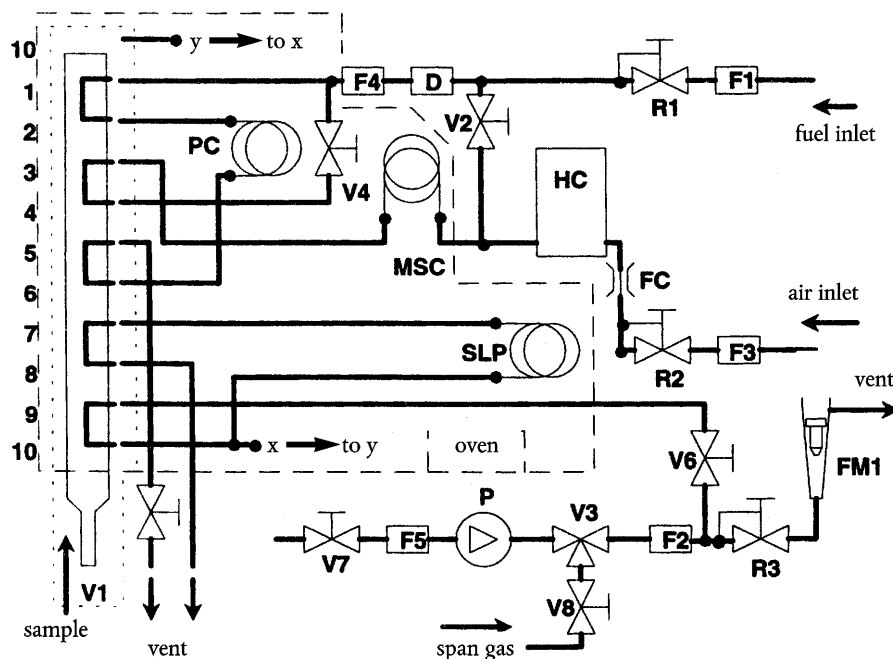 10
y to x
1
F4
D
R1
F1
fuel inlet
2
PC
V4
V2
3
HC
4
5
MSC
FC
air inlet
6
7
SLP
R2
F3
8
vent
9
10
x to y
oven
V6
FM1
P
V3
V7
F5
F2
R3
V1
V8
sample
vent
span gas